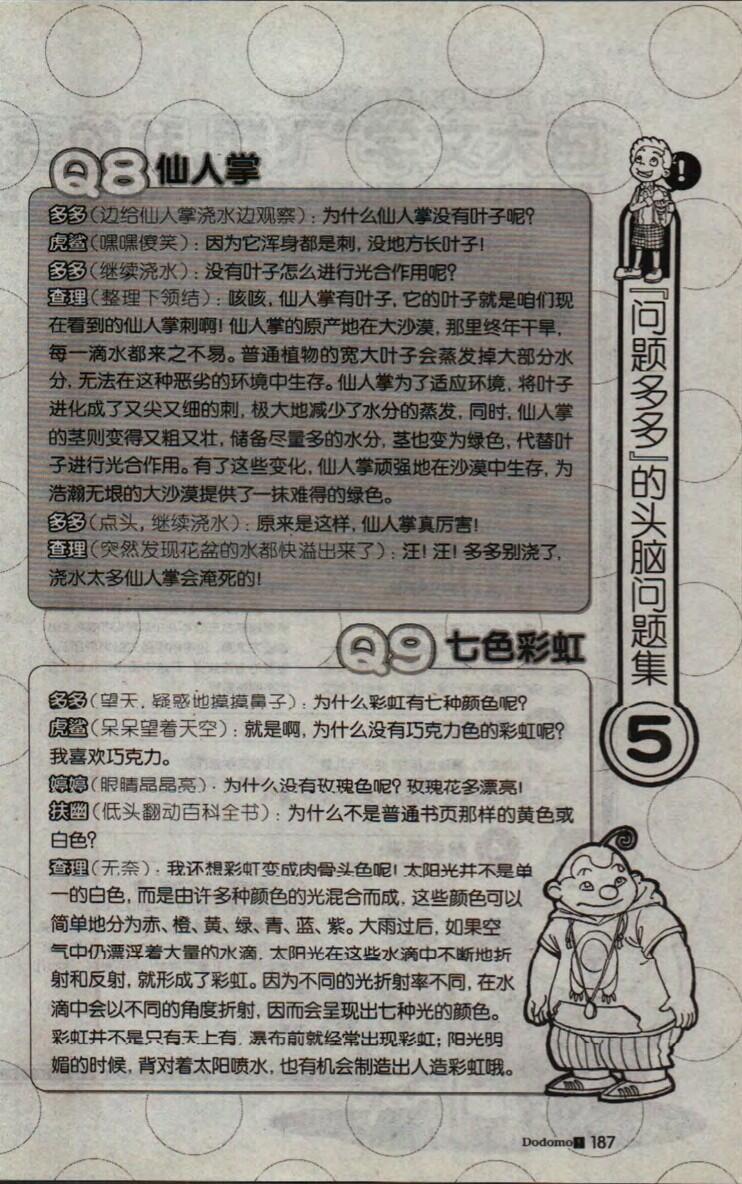 Q8 仙人掌
多多(边给仙人掌浇水边观察):为什么仙人掌没有叶子呢?
虎鲨(嘿嘿傻笑):因为它浑身都是刺,没地方长叶子!
多多(继续浇水):没有叶子怎么进行光合作用呢?
查理(整理下领结):咳咳,仙人掌有叶子,它的叶子就是咱们现
在看到的仙人掌刺啊!仙人掌的原产地在大沙漠,那里终年干旱,
每一滴水都来之不易。普通植物的宽大叶子会蒸发掉大部分水
分,无法在这种恶劣的环境中生存。仙人掌为了适应环境,将叶子
进化成了又尖又细的刺,极大地减少了水分的蒸发,同时,仙人掌
的茎则变得又粗又壮,储备尽量多的水分,茎也变为绿色,代替叶
子进行光合作用。有了这些变化,仙人掌顽强地在沙漠中生存,为
浩瀚无垠的大沙漠提供了一抹难得的绿色。
多多(点头,继续浇水):原来是这样,仙人掌真厉害!
查理(突然发现花盆的水都快溢出来了):汪!汪!多多别浇了,
浇水太多仙人掌会淹死的!
Q9 七色彩虹
多多(望天,疑惑地摸摸鼻子):为什么彩虹有七种颜色呢?
虎鲨(呆呆望着天空):就是啊,为什么没有巧克力色的彩虹呢?
我喜欢巧克力。
婷婷(眼睛晶晶亮):为什么没有玫瑰色呢?玫瑰花多漂亮!
扶幽(低头翻动百科全书):为什么不是普通书页那样的黄色或
白色?
查理(无奈):我还想彩虹变成肉骨头色呢!太阳光并不是单
一的白色,而是由许多种颜色的光混合而成,这些颜色可以
简单地分为赤、橙、黄、绿、青、蓝、紫。大雨过后,如果空
气中仍漂浮着大量的水滴,太阳光在这些水滴中不断地折
射和反射,就形成了彩虹。因为不同的光折射率不同,在水
滴中会以不同的角度折射,因而会呈现出七种光的颜色。
彩虹并不是只有天上有,瀑布前就经常出现彩虹;阳光明
媚的时候,背对着太阳喷水,也有机会制造出人造彩虹哦。
!
『问题多多』的头脑问题集
5
Dodomo! 187